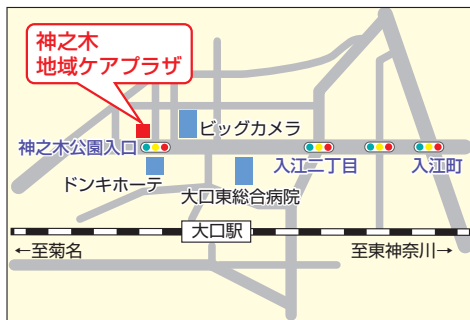 神之木
地域ケアプラザ
ビッグカメラ
神之木公園入口
入江二丁目
入江町
ドンキホーテ
大口東総合病院
大口駅
←至菊名
至東神奈川→